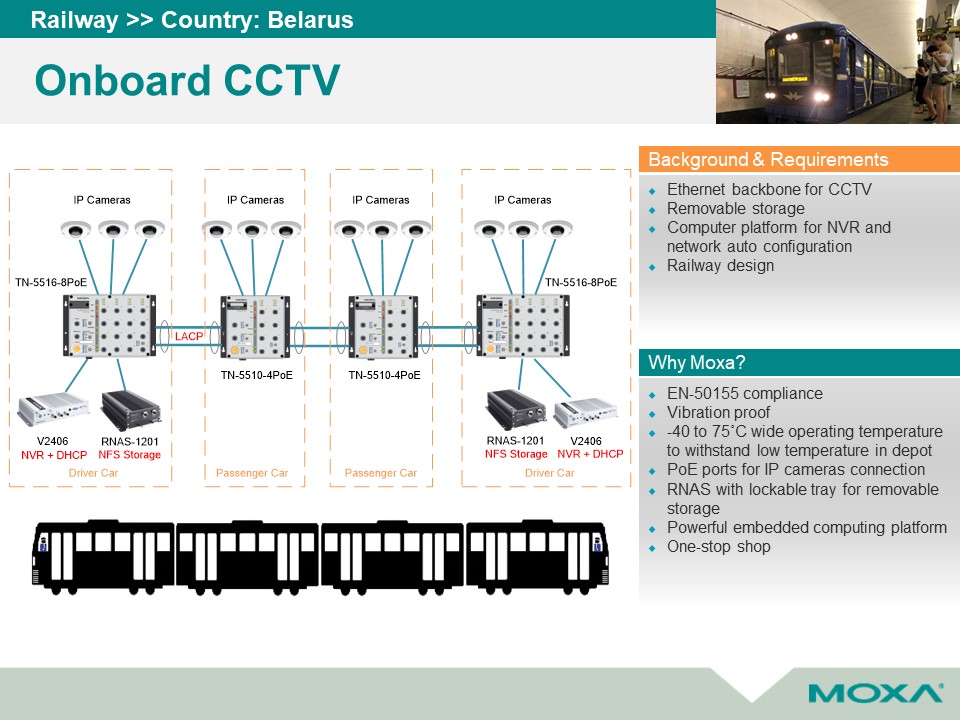 Railway >> Country: Belarus
Onboard CCTV
IP Cameras
IP Cameras
IP Cameras
IP Cameras
TN-5516-8PoE
TN-5516-8PoE
LACP
TN-5510-4PoE
TN-5510-4PoE
V2406
NVR + DHCP
RNAS-1201
NFS Storage
RNAS-1201
NFS Storage
V2406
NVR + DHCP
Driver Car
Passenger Car
Passenger Car
Driver Car
Background & Requirements
Ethernet backbone for CCTV
Removable storage
Computer platform for NVR and
network auto configuration
Railway design
Why Moxa?
EN-50155 compliance
Vibration proof
-40 to 75˚C wide operating temperature
to withstand low temperature in depot
PoE ports for IP cameras connection
RNAS with lockable tray for removable
storage
Powerful embedded computing platform
One-stop shop
MOXA®